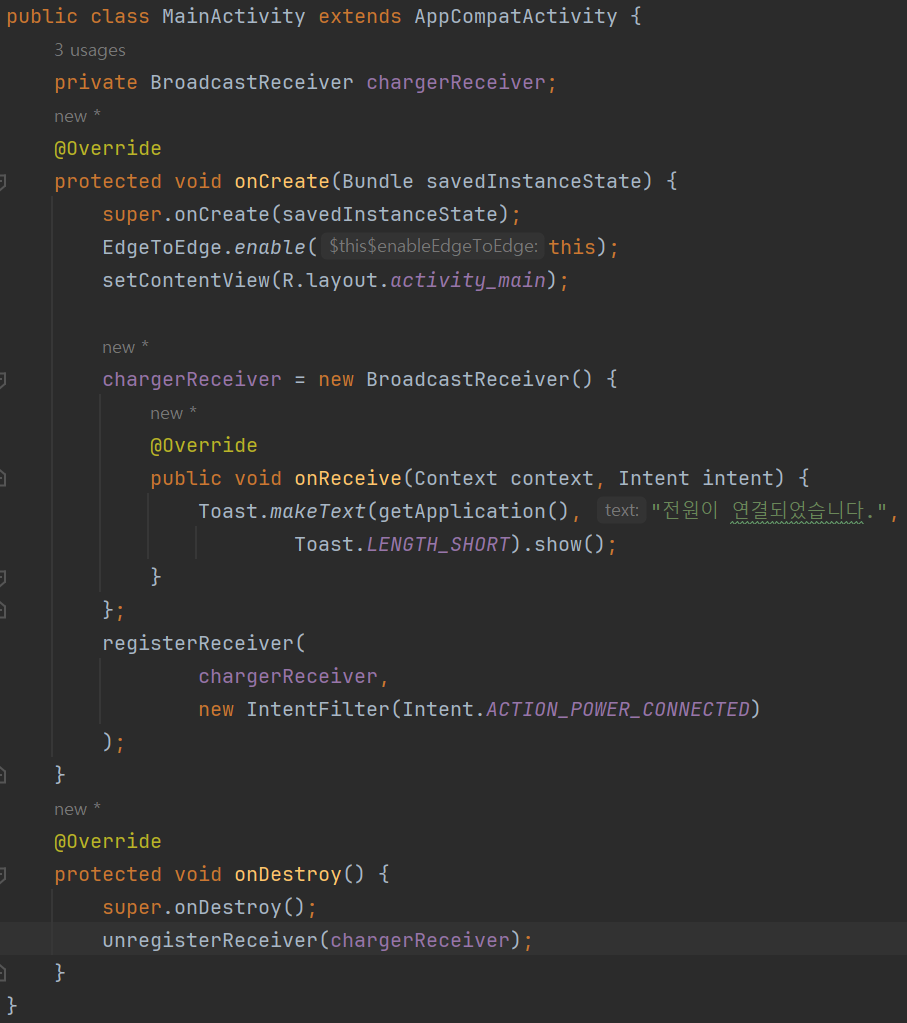 public class MainActivity extends AppCompatActivity {
3 usages
private BroadcastReceiver chargerReceiver;
new *
@Override
protected void onCreate(Bundle savedInstanceState) {
super.onCreate(savedInstanceState);
EdgeToEdge.enable( $this$enableEdgeToEdge: this);
setContentView(R.layout.activity_main);
new *
chargerReceiver = new BroadcastReceiver() {
new *
@Override
public void onReceive(Context context, Intent intent) {
Toast.makeText(getApplication(), text: "전원이 연결되었습니다.",
Toast.LENGTH_SHORT).show();
}
};
registerReceiver(
chargerReceiver,
new IntentFilter(Intent.ACTION_POWER_CONNECTED)
);
}
new *
@Override
protected void onDestroy() {
super.onDestroy();
unregisterReceiver(chargerReceiver);
}
}